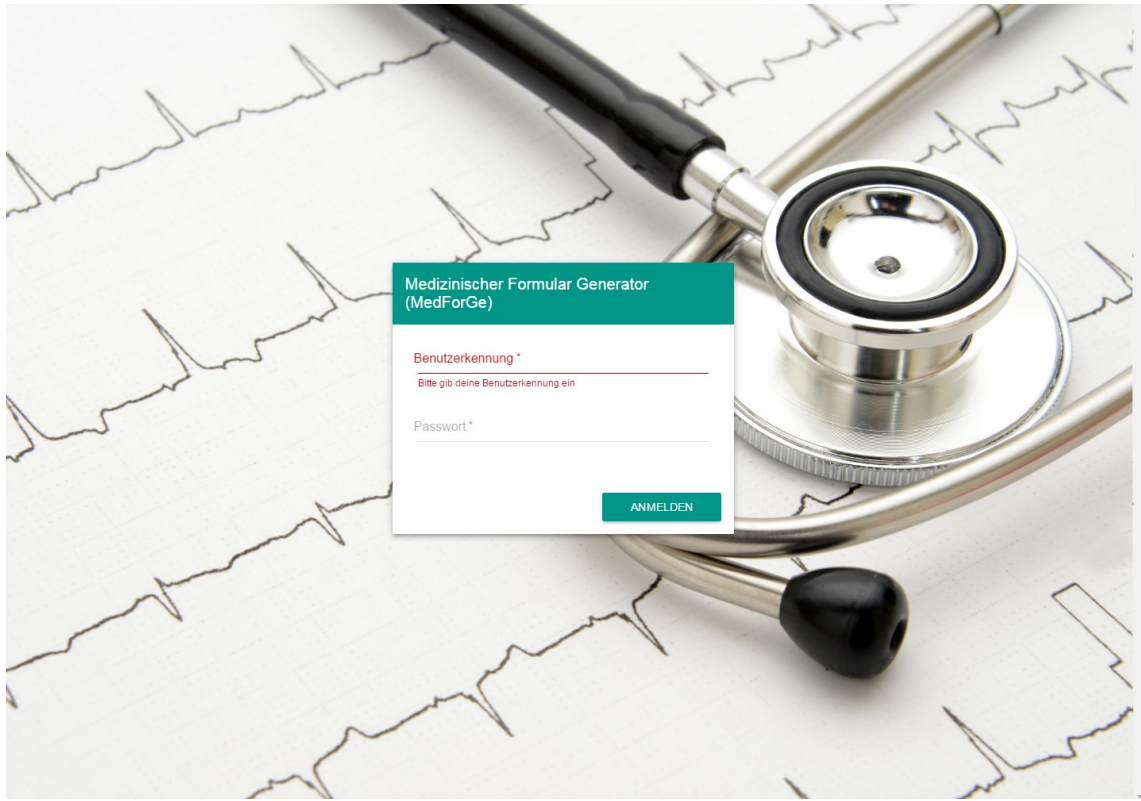 Medizinischer Formular Generator
(MedForGe)
Benutzerkennung *
Bitte gib deine Benutzerkennung ein
Passwort *
ANMELDEN